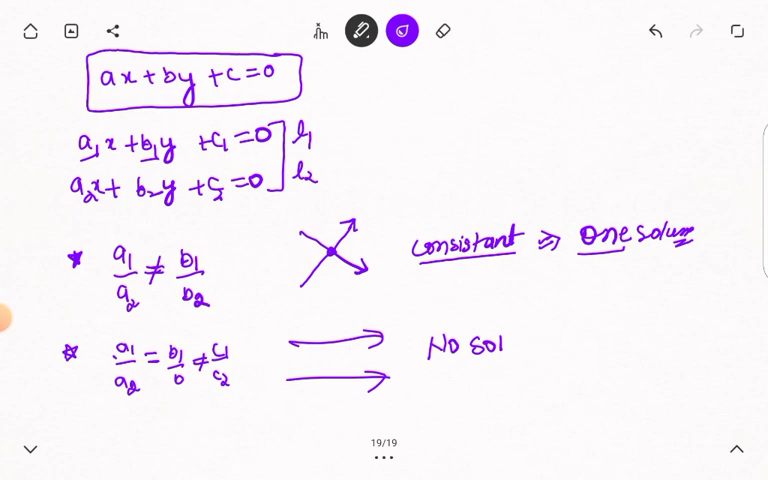 ax+by+c=0
a₁x+b₁y+c₁=0 l₁
a₂x+b₂y+c₂=0 l₂
a₁/a₂ ≠ b₁/b₂ consistant ⇒ One solun
a₁/a₂ = b₁/b ≠ c₁/c₂ No sol
19/19